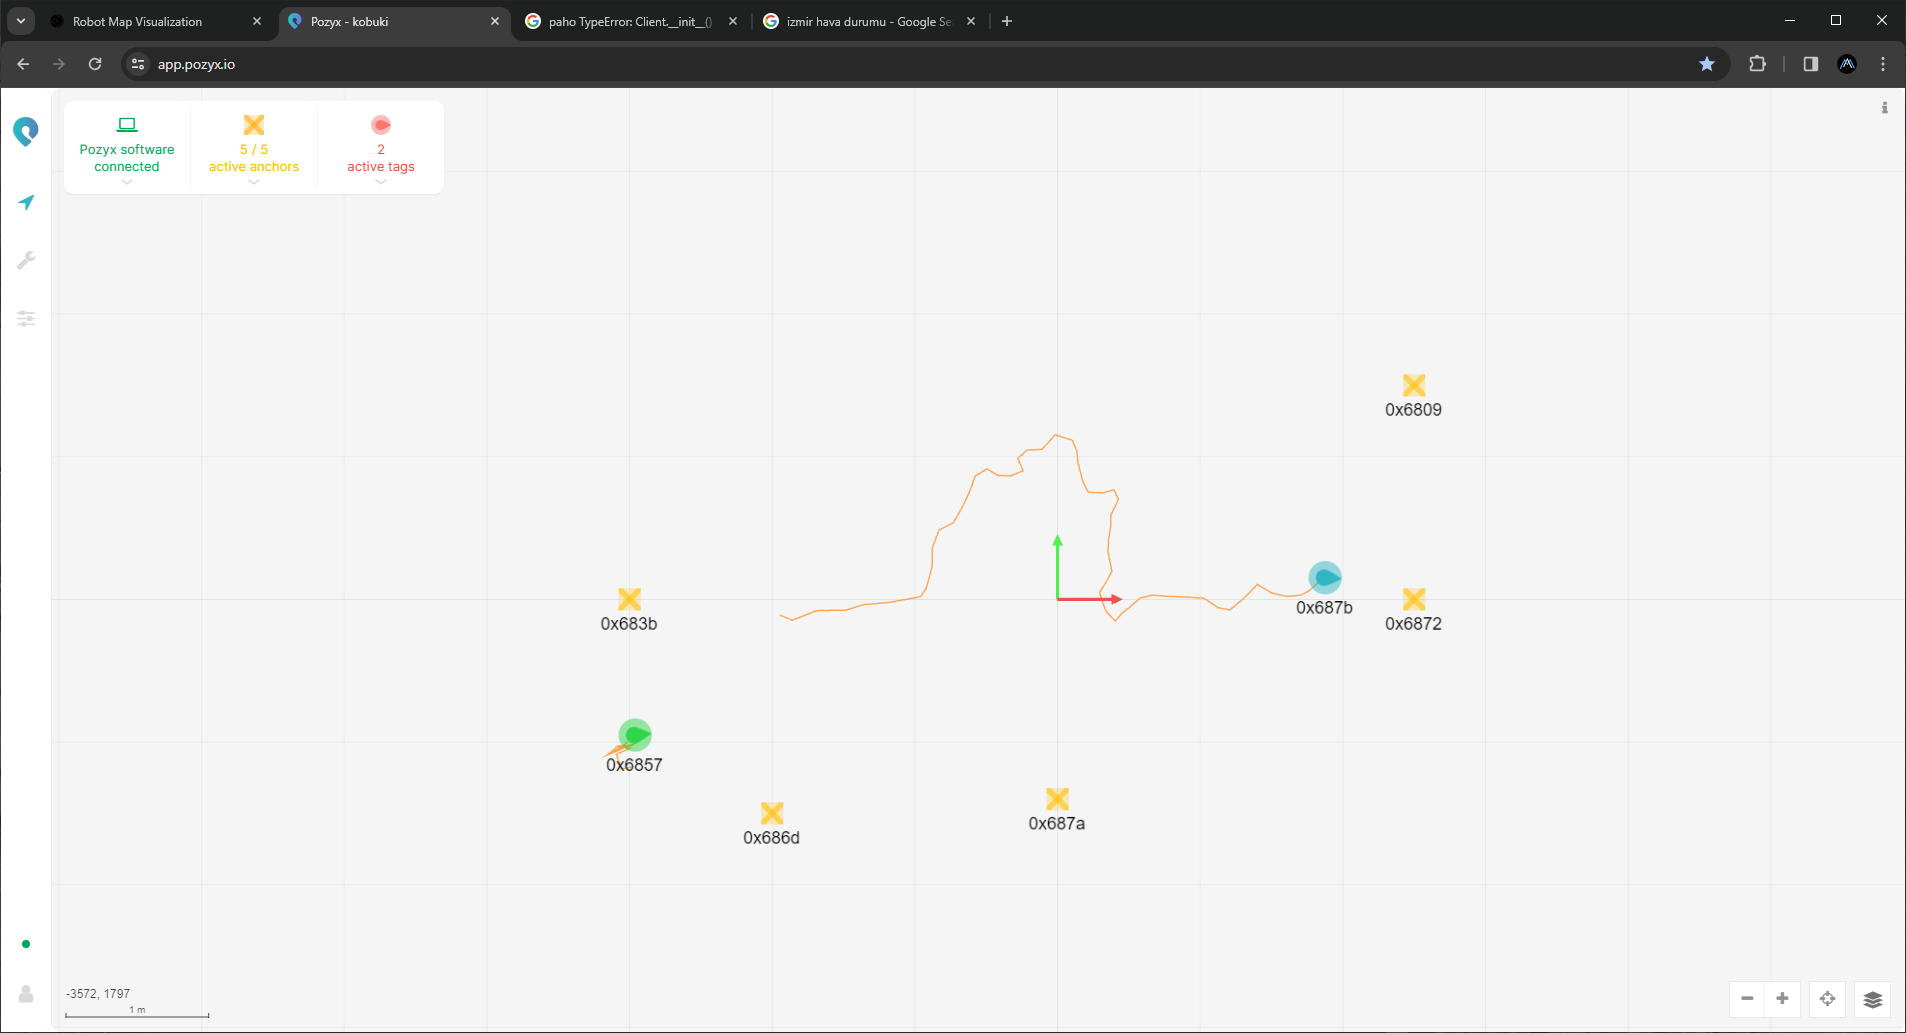 Robot Map Visualization
Pozyx - kobuki
paho TypeError: Client.__init__()
izmir hava durumu - Google Se
app.pozyx.io
Pozyx software
connected
5 / 5
active anchors
2
active tags
0x6809
0x687b
0x6872
0x683b
0x6857
0x686d
0x687a
-3572, 1797
1 m